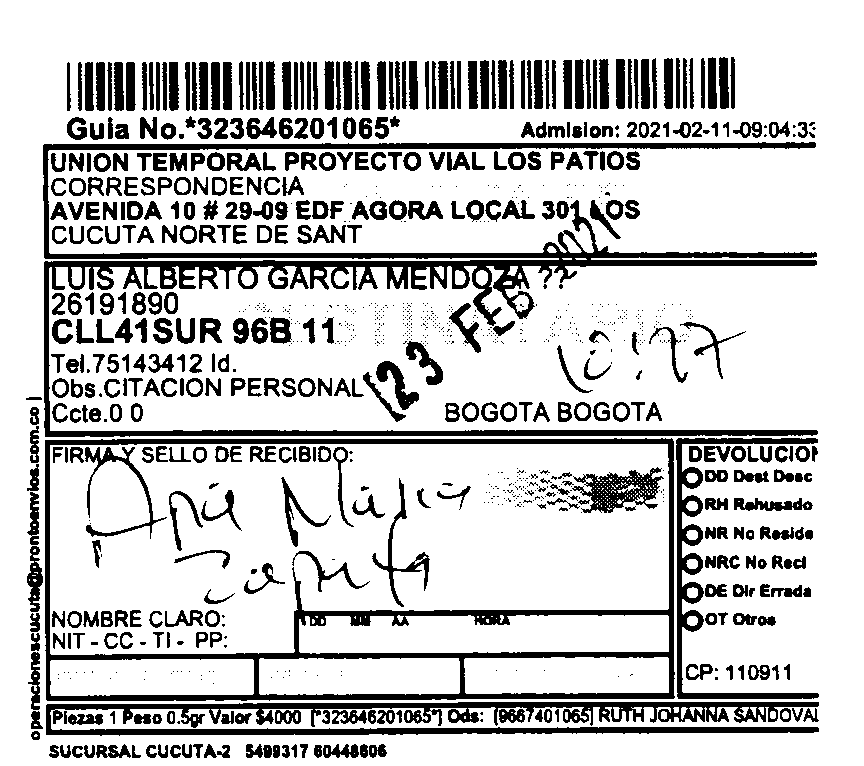 Guia No.*323646201065*
Admision: 2021-02-11-09:04:33
UNION TEMPORAL PROYECTO VIAL LOS PATIOS
CORRESPONDENCIA
AVENIDA 10 # 29-09 EDF AGORA LOCAL 301 LOS
CUCUTA NORTE DE SANT
LUIS ALBERTO GARCIA MENDOZA ??
26191890
DESTINATARIO
CLL41SUR 96B 11
Tel.75143412 Id.
Obs.CITACION PERSONAL
Ccte.0 0
BOGOTA BOGOTA
23 FEB 2021
10:27
operacionescucuta@prontoenvios.com.co
FIRMA Y SELLO DE RECIBIDO:
Ana Maria
Zapata
NOMBRE CLARO:
NIT - CC - TI - PP:
DD MM AA HORA
DEVOLUCION
DD Dest Desc
RH Rehusado
NR No Reside
NRC No Recl
DE Dir Errada
OT Otros
CP: 110911
Piezas 1 Peso 0.5gr Valor $4000 [*323646201065*] Ods: [9667401065] RUTH JOHANNA SANDOVAL
SUCURSAL CUCUTA-2 5499317 60448606